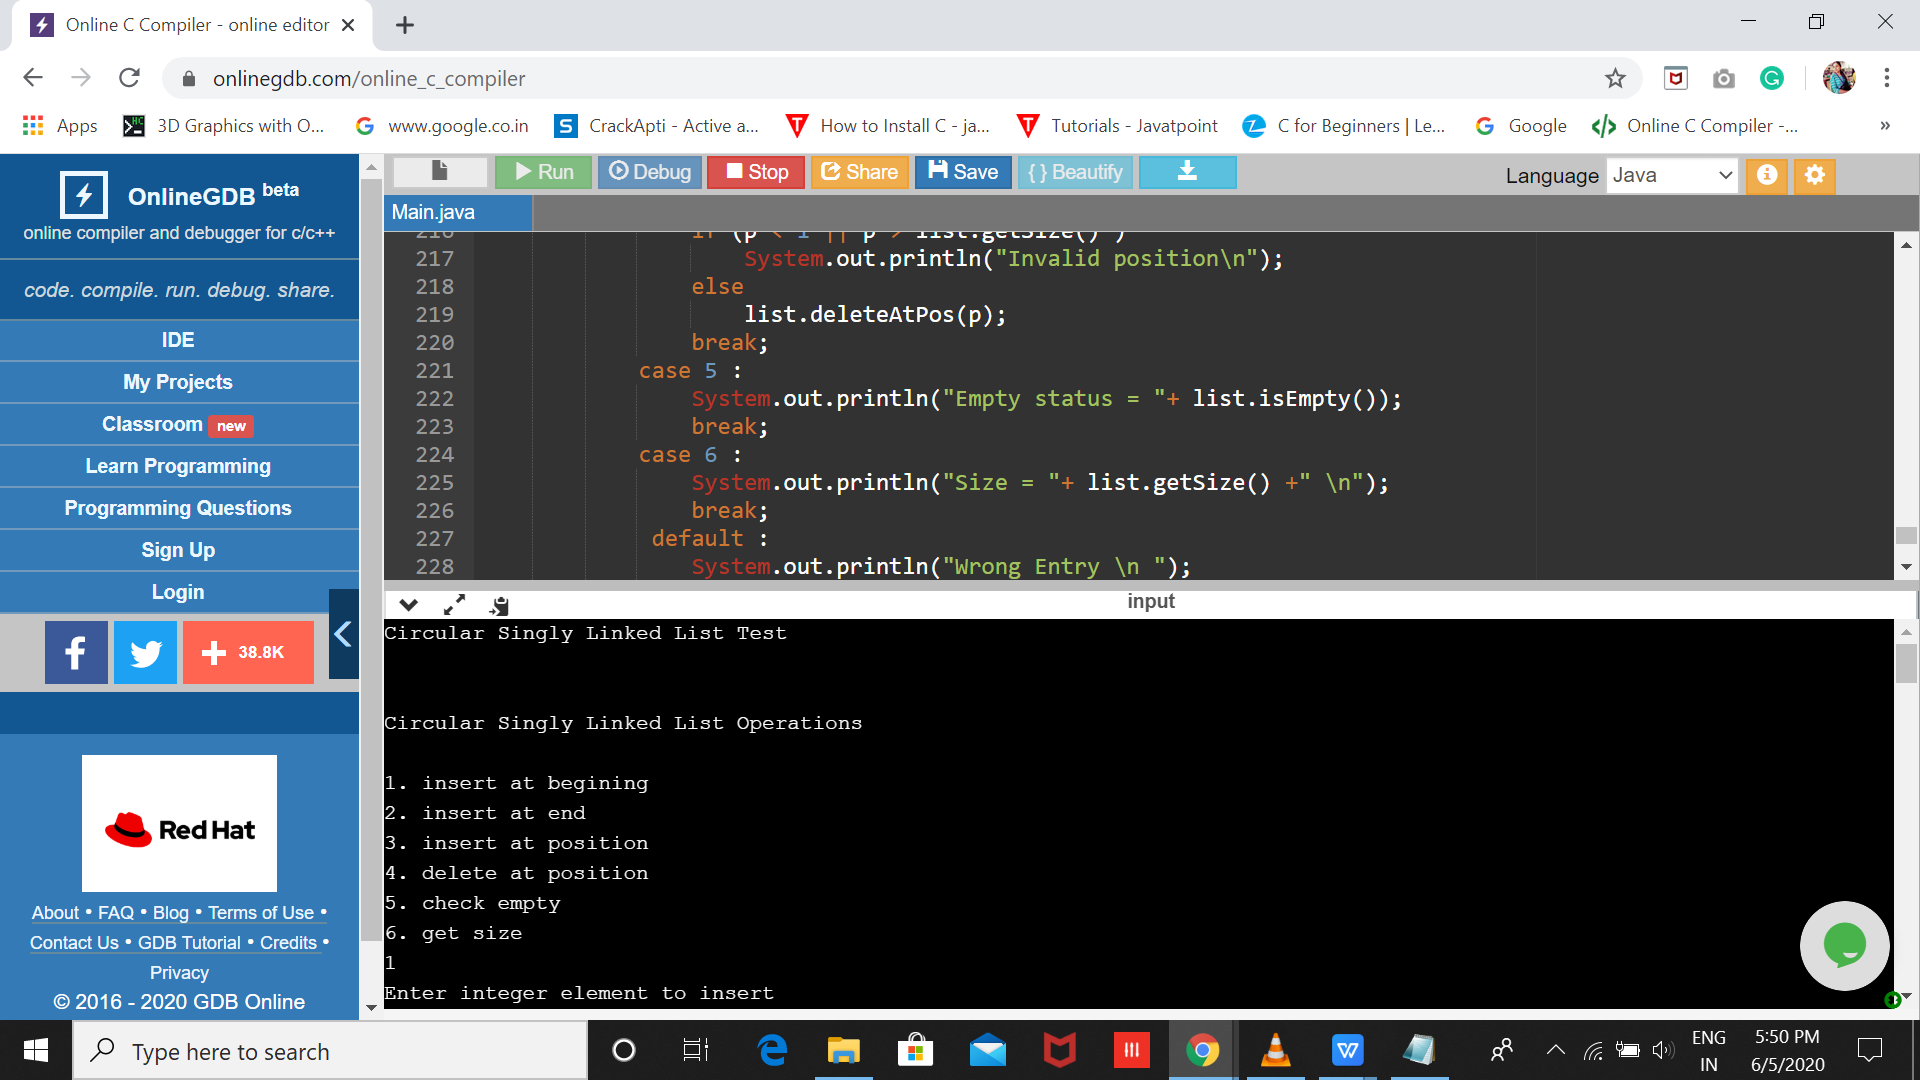 Online C Compiler - online editor
onlinegdb.com/online_c_compiler
Apps 3D Graphics with O... www.google.co.in CrackApti - Active a... How to Install C - ja... Tutorials - Javatpoint C for Beginners | Le... Google Online C Compiler -... »
OnlineGDB beta
online compiler and debugger for c/c++
code. compile. run. debug. share.
IDE
My Projects
Classroom new
Learn Programming
Programming Questions
Sign Up
Login
38.8K
Red Hat
About • FAQ • Blog • Terms of Use •
Contact Us • GDB Tutorial • Credits •
Privacy
© 2016 - 2020 GDB Online
Run Debug Stop Share Save {} Beautify Language Java
Main.java
216 if (p < 1 || p > list.getSize() )
217 System.out.println("Invalid position\n");
218 else
219 list.deleteAtPos(p);
220 break;
221 case 5 :
222 System.out.println("Empty status = "+ list.isEmpty());
223 break;
224 case 6 :
225 System.out.println("Size = "+ list.getSize() +" \n");
226 break;
227 default :
228 System.out.println("Wrong Entry \n ");
input
Circular Singly Linked List Test
Circular Singly Linked List Operations
1. insert at begining
2. insert at end
3. insert at position
4. delete at position
5. check empty
6. get size
1
Enter integer element to insert
Type here to search
ENG
IN
5:50 PM
6/5/2020